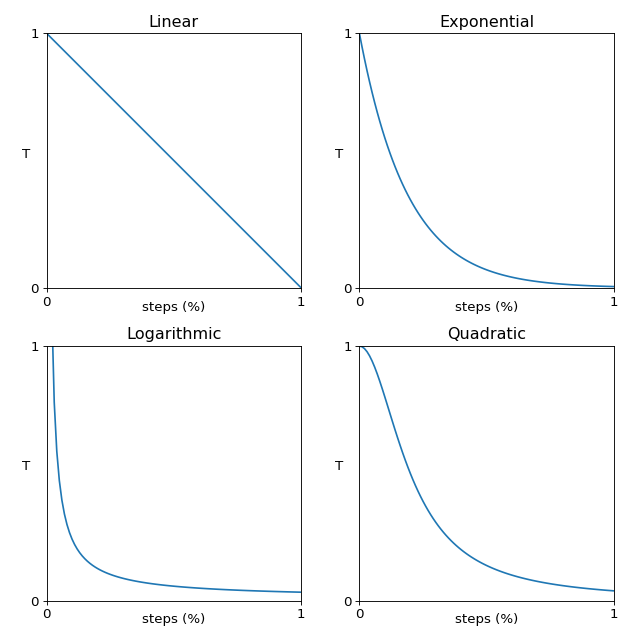 Linear
1
T
0
0
1
steps (%)
Exponential
1
T
0
0
1
steps (%)
Logarithmic
1
T
0
0
1
steps (%)
Quadratic
1
T
0
0
1
steps (%)